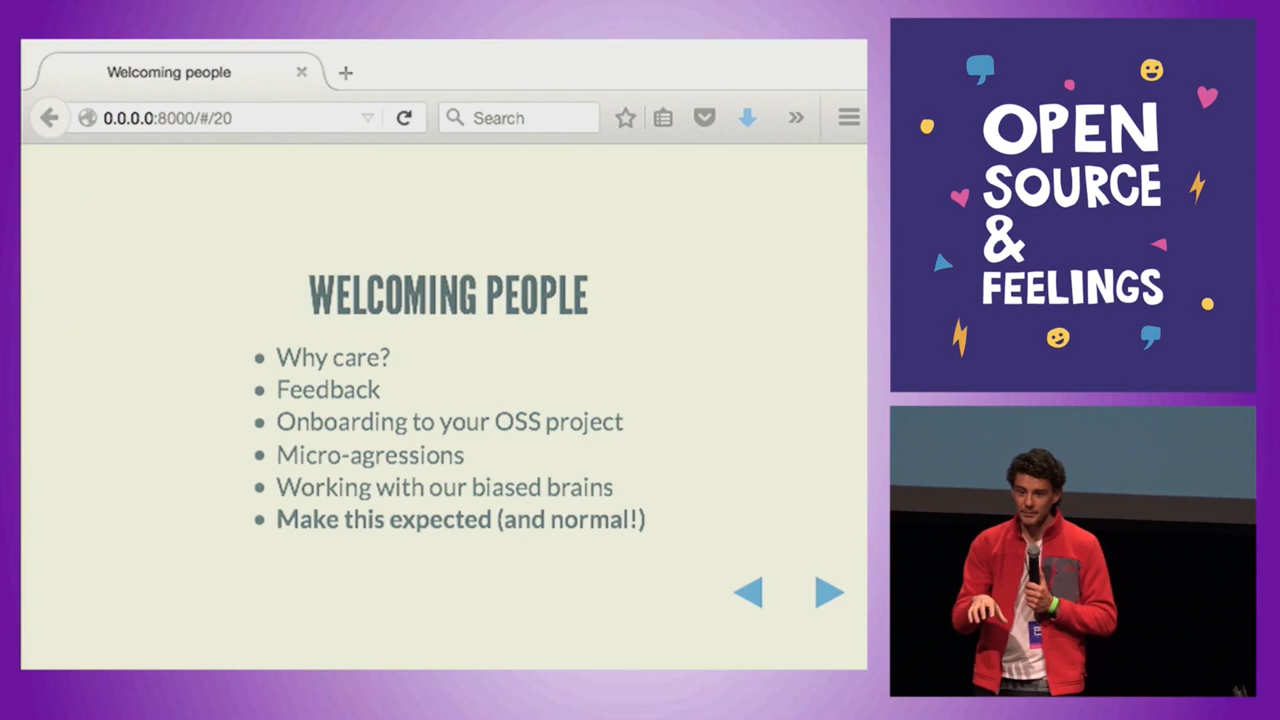 Welcoming people
0.0.0.0:8000/#/20
Search
WELCOMING PEOPLE
• Why care?
• Feedback
• Onboarding to your OSS project
• Micro-agressions
• Working with our biased brains
• Make this expected (and normal!)
OPEN
SOURCE
&
FEELINGS